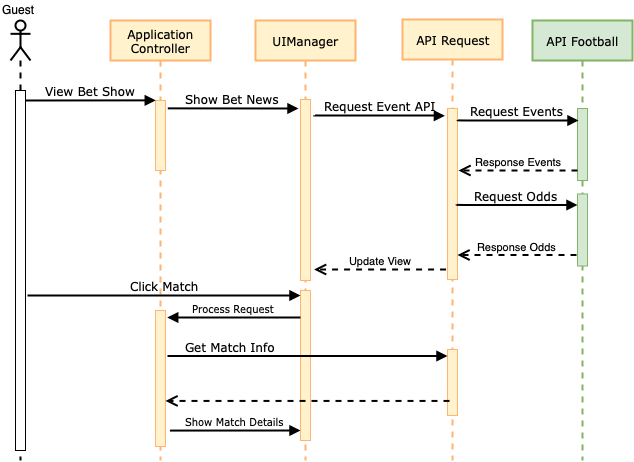 Guest
Application
Controller
UIManager
API Request
API Football
View Bet Show
Show Bet News
Request Event API
Request Events
Response Events
Request Odds
Response Odds
Update View
Click Match
Process Request
Get Match Info
Show Match Details